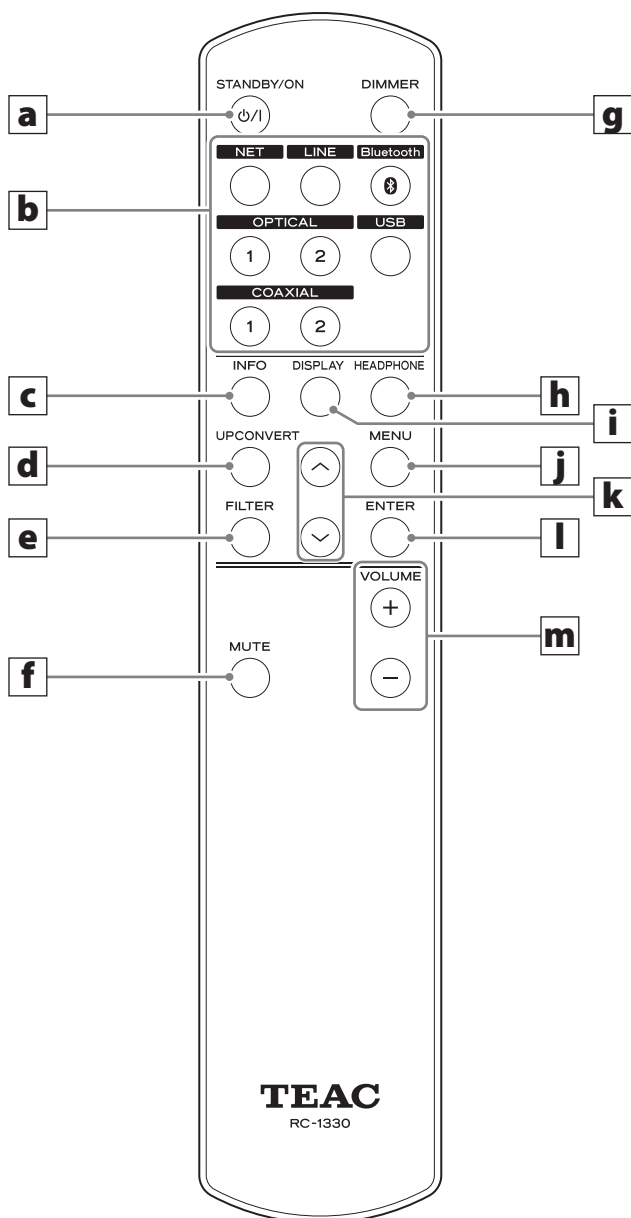 STANDBY/ON DIMMER
a ⏻/I g
NET LINE Bluetooth
b
OPTICAL USB
1 2
COAXIAL
1 2
INFO DISPLAY HEADPHONE
c h
i
UPCONVERT MENU
d j
k
FILTER ENTER
e l
VOLUME
+
m
MUTE
f −
TEAC
RC-1330